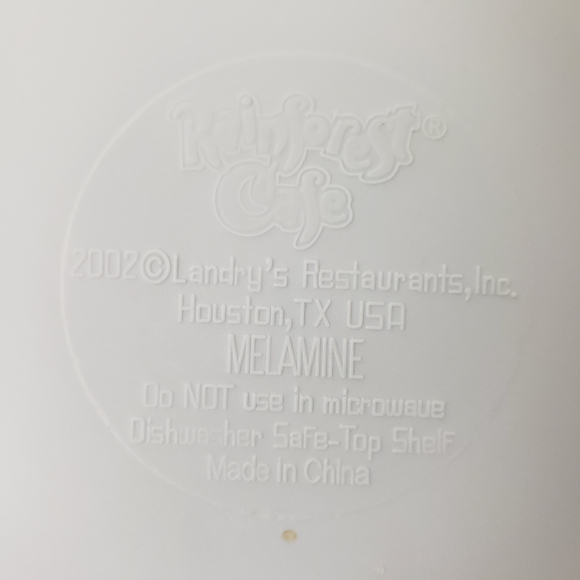 Rainforest®
Cafe
2002©Landry's Restaurants,Inc.
Houston,TX USA
MELAMINE
Do NOT use in microwave
Dishwasher Safe-Top Shelf
Made in China